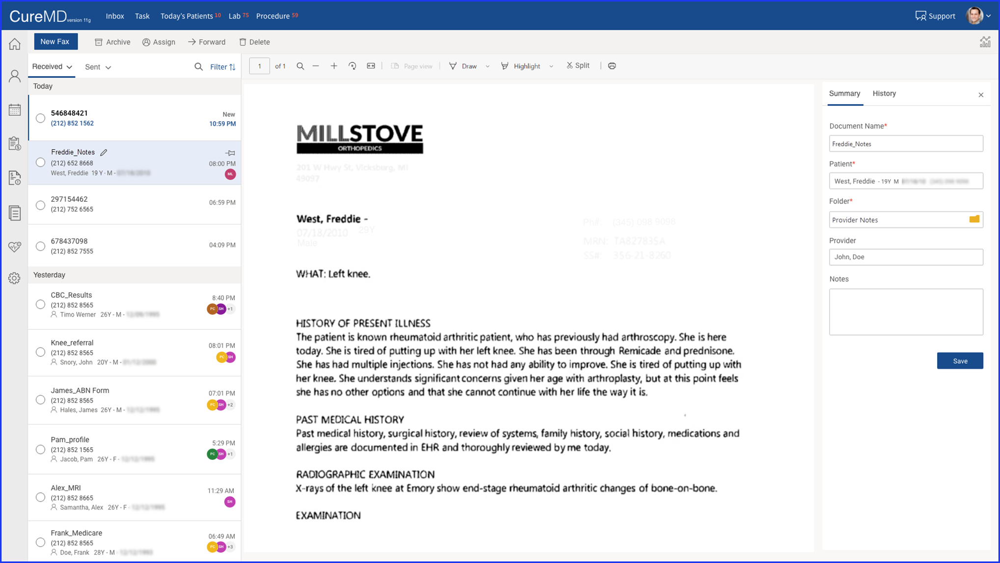 CureMD version 11g
Inbox Task Today's Patients 10 Lab 75 Procedure 59
Support
New Fax Archive Assign Forward Delete
Received Sent Filter
1 of 1 Page view Draw Highlight Split
Today
546848421 New
(212) 852 1562 10:59 PM
Freddie_Notes
(212) 652 8668 08:00 PM
West, Freddie 19 Y - M - ML
297154462 06:59 PM
(212) 752 6565
678437098 04:09 PM
(212) 852 7555
Yesterday
CBC_Results 8:40 PM
(212) 852 8565 PC SH +1
Timo Werner 26Y - M -
Knee_referral 08:01 PM
(212) 852 8565 PC SH
Snory, John 20Y - M -
James_ABN Form 07:01 PM
(212) 852 8565 PC SH +2
Hales, James 26Y - M -
Pam_profile 5:29 PM
(212) 852 1565 PC SH +1
Jacob, Pam 26Y - F -
Alex_MRI 11:29 AM
(212) 852 8665 SH
Samantha, Alex 26Y - F -
Frank_Medicare 06:49 AM
(212) 852 8565 PC SH +3
Doe, Frank 28Y - M -
MILLSTOVE
ORTHOPEDICS
201 W Hwy St, Vicksburg, MI
49097
West, Freddie -
07/18/2010 29Y
Male
Ph#: (345) 098 9098
MRN: TA827835A
SS#: 356-21-8260
WHAT: Left knee.
HISTORY OF PRESENT ILLNESS
The patient is known rheumatoid arthritic patient, who has previously had arthroscopy. She is here
today. She is tired of putting up with her left knee. She has been through Remicade and prednisone.
She has had multiple injections. She has not had any ability to improve. She is tired of putting up with
her knee. She understands significant concerns given her age with arthroplasty, but at this point feels
she has no other options and that she cannot continue with her life the way it is.
PAST MEDICAL HISTORY
Past medical history, surgical history, review of systems, family history, social history, medications and
allergies are documented in EHR and thoroughly reviewed by me today.
RADIOGRAPHIC EXAMINATION
X-rays of the left knee at Emory show end-stage rheumatoid arthritic changes of bone-on-bone.
EXAMINATION
Summary History
Document Name*
Freddie_Notes
Patient*
West, Freddie - 19Y M
Folder*
Provider Notes
Provider
John, Doe
Notes
Save